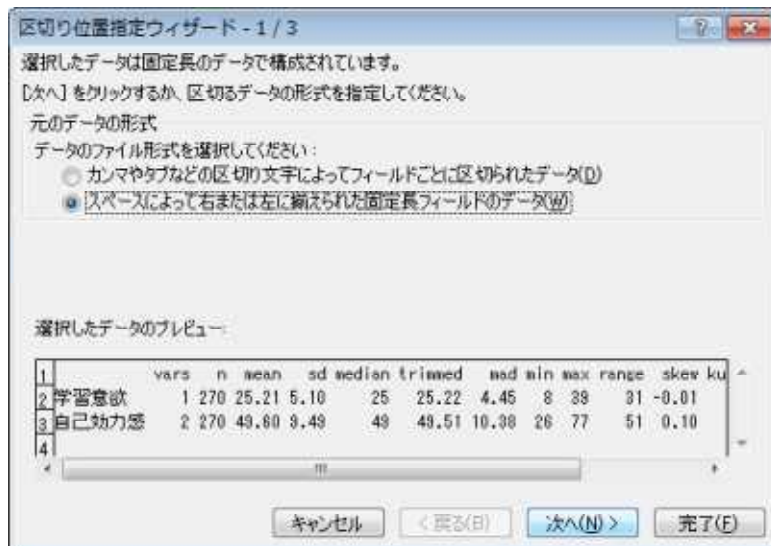 区切り位置指定ウィザード - 1 / 3
選択したデータは固定長のデータで構成されています。
[次へ] をクリックするか、区切るデータの形式を指定してください。
元のデータの形式
データのファイル形式を選択してください:
カンマやタブなどの区切り文字によってフィールドごとに区切られたデータ(D)
スペースによって右または左に揃えられた固定長フィールドのデータ(W)
選択したデータのプレビュー:
1 vars n mean sd median trimmed mad min max range skew ku
2 学習意欲 1 270 25.21 5.10 25 25.22 4.45 8 39 31 -0.01
3 自己効力感 2 270 49.60 9.49 49 49.51 10.38 26 77 51 0.10
4
キャンセル
< 戻る(B)
次へ(N) >
完了(F)